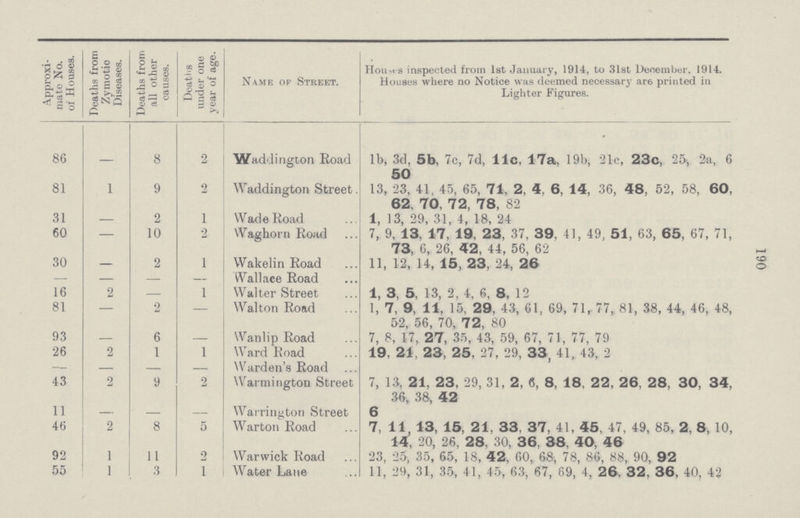 Approxi-
mate No.
of Houses.
Deaths from
Zymotic
Diseases.
Deaths from
all other
causes.
Deaths
under one
year of age.
NAME OF STREET.
Houses inspected from 1st January, 1914, to 31st December, 1914.
Houses where no Notice was deemed necessary are printed in
Lighter Figures.
86 — 8 2 Waddington Road 1b, 3d, 5b, 7c, 7d, 11c, 17a, 19b, 21c, 23c, 25, 2a, 6
50
81 1 9 2 Waddington Street. 13, 23, 41, 45, 65, 71, 2, 4, 6, 14, 36, 48, 52, 58, 60,
62, 70, 72, 78, 82
31 — 2 1 Wade Road ... 1, 13, 29, 31, 4, 18, 24
60 — 10 2 Waghorn Road ... 7, 9, 13, 17, 19, 23, 37, 39, 41, 49, 51, 63, 65, 67, 71,
73, 6, 26, 42, 44, 56, 62
30 — 2 1 Wakelin Road ... 11, 12, 14, 15, 23, 24, 26
— — — — Wallace Road ...
16 2 — 1 Walter Street ... 1, 3, 5, 13, 2, 4, 6, 8, 12
81 — 2 — Walton Road ... 1, 7, 9, 11, 15, 29, 43, 61, 69, 71, 77, 81, 38, 44, 46, 48,
52, 56, 70, 72, 80
93 — 6 — Wanlip Road ... 7, 8, 17, 27, 35, 43, 59, 67, 71, 77, 79
26 2 1 1 Ward Road ... 19, 21, 23, 25, 27, 29, 33, 41, 43, 2
— — — — Warden's Road ...
43 2 9 2 Warmington Street 7, 13, 21, 23, 29, 31, 2, 6, 8, 18, 22, 26, 28, 30, 34,
36, 38, 42
11 — — — Warrington Street 6
46 2 8 5 Warton Road ... 7, 11, 13, 15, 21, 33, 37, 41, 45, 47, 49, 85, 2, 8, 10,
14, 20, 26, 28, 30, 36, 38, 40, 46
92 1 11 2 Warwick Road ... 23, 25, 35, 65, 18, 42, 60, 68, 78, 86, 88, 90, 92
55 1 3 1 Water Lane ... 11, 29, 31, 35, 41, 45, 63, 67, 69, 4, 26, 32, 36, 40, 42
190